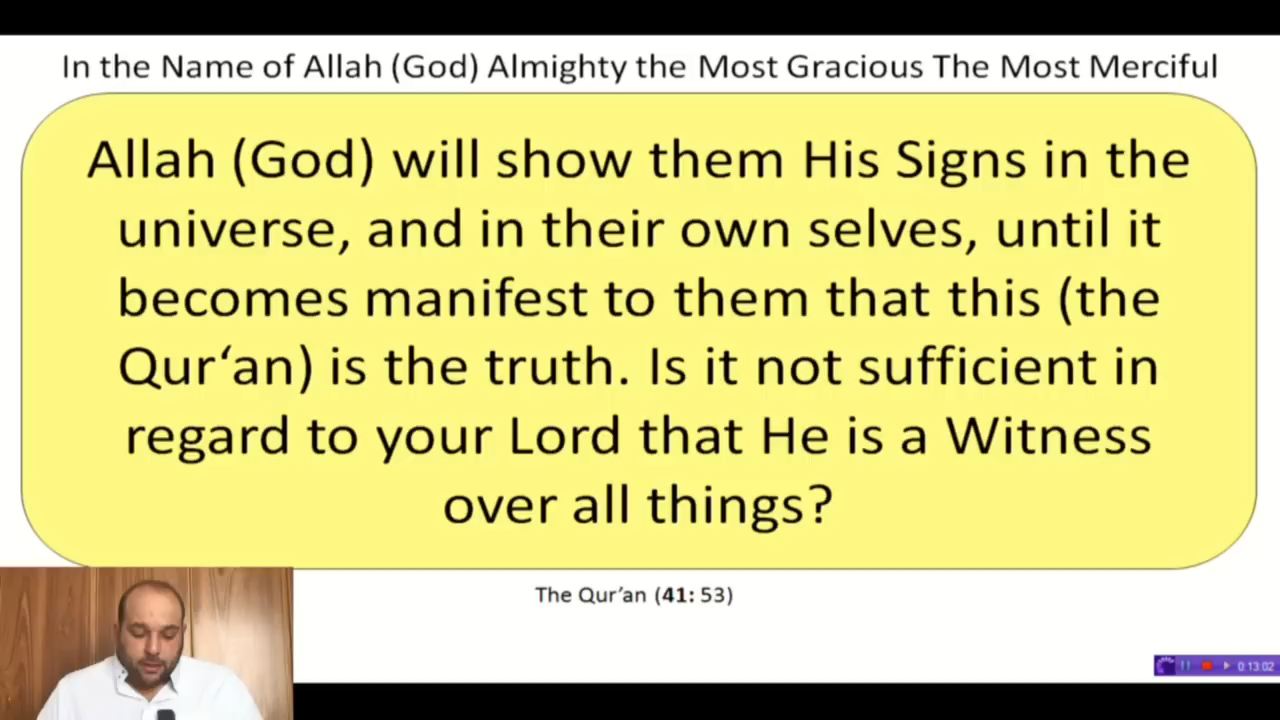 In the Name of Allah (God) Almighty the Most Gracious The Most Merciful
Allah (God) will show them His Signs in the
universe, and in their own selves, until it
becomes manifest to them that this (the
Qur‘an) is the truth. Is it not sufficient in
regard to your Lord that He is a Witness
over all things?
The Qur’an (41: 53)
0:13:02